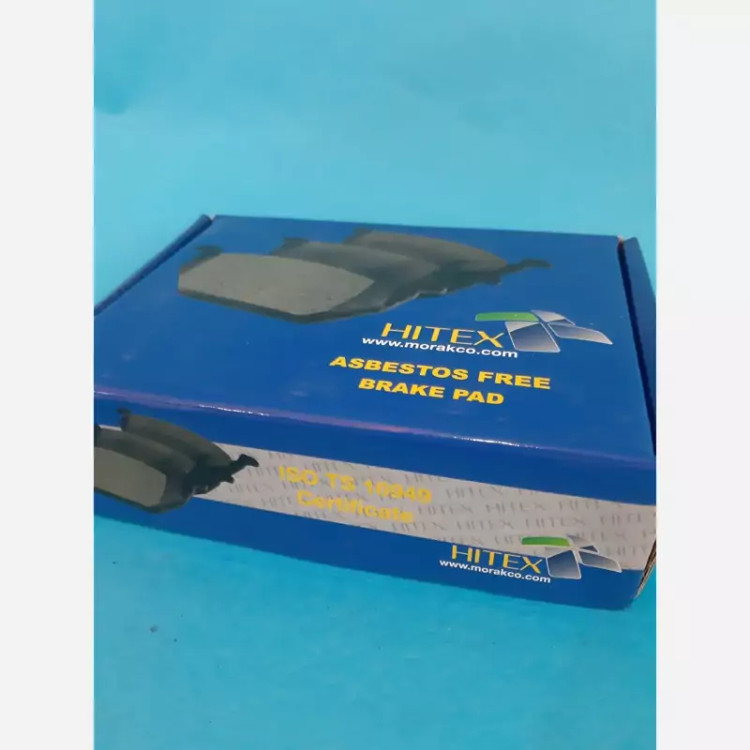 HITEX
www.morakco.com
ASBESTOS FREE
BRAKE PAD
ISO TS 16949
Certificate
HITEX
www.morakco.com